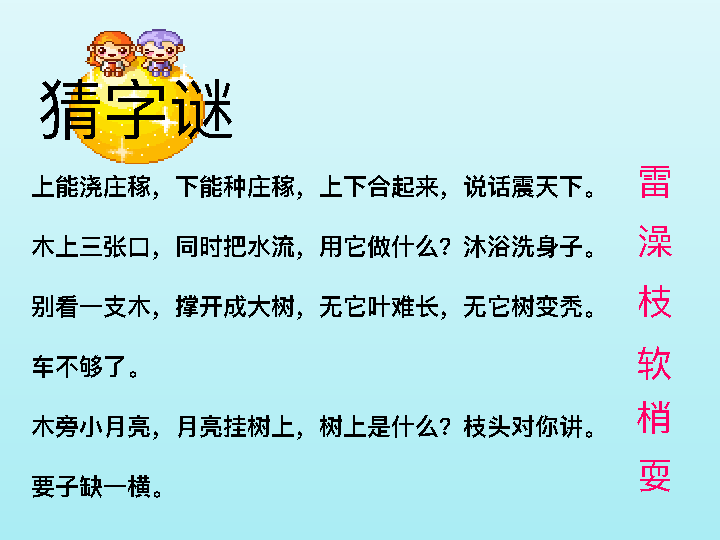 猜字谜
上能浇庄稼，下能种庄稼，上下合起来，说话震天下。 雷
木上三张口，同时把水流，用它做什么？沐浴洗身子。 澡
别看一支木，撑开成大树，无它叶难长，无它树变秃。 枝
车不够了。 软
木旁小月亮，月亮挂树上，树上是什么？枝头对你讲。 梢
要子缺一横。 耍